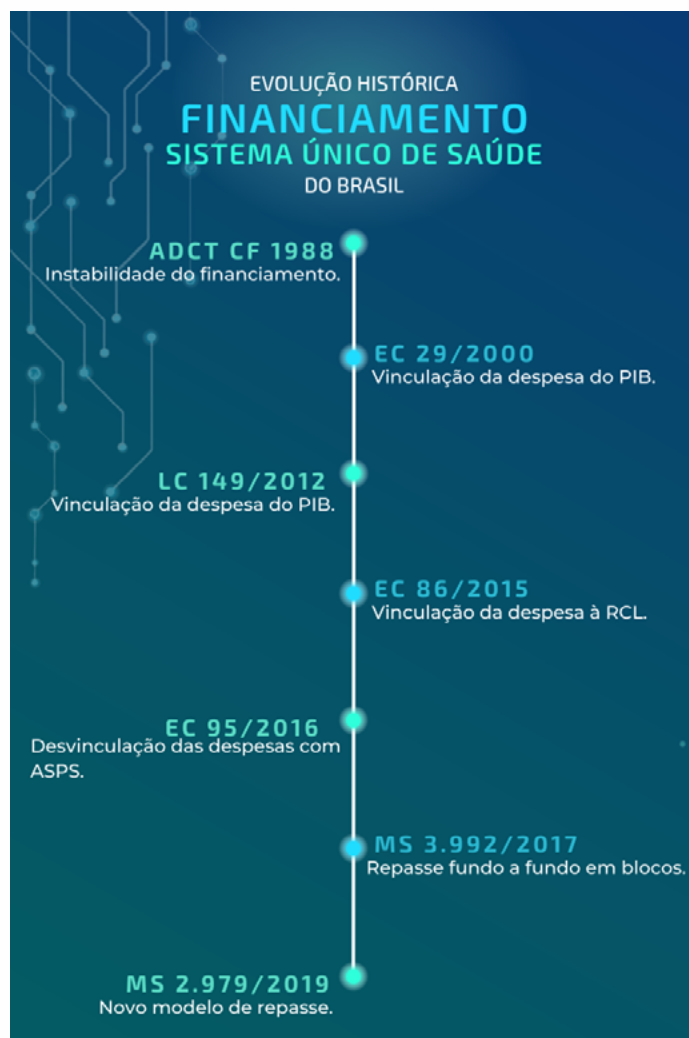 EVOLUÇÃO HISTÓRICA
FINANCIAMENTO
SISTEMA ÚNICO DE SAÚDE
DO BRASIL
ADCT CF 1988
Instabilidade do financiamento.
EC 29/2000
Vinculação da despesa do PIB.
LC 149/2012
Vinculação da despesa do PIB.
EC 86/2015
Vinculação da despesa à RCL.
EC 95/2016
Desvinculação das despesas com
ASPS.
MS 3.992/2017
Repasse fundo a fundo em blocos.
MS 2.979/2019
Novo modelo de repasse.